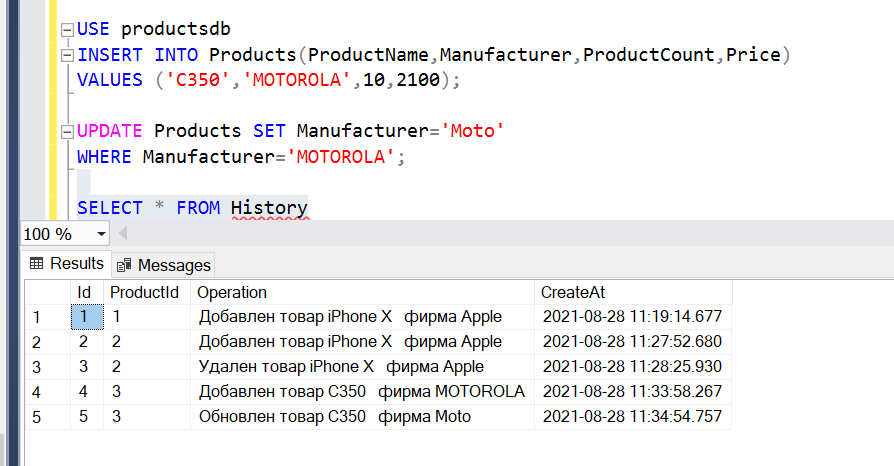 USE productsdb
INSERT INTO Products(ProductName,Manufacturer,ProductCount,Price)
VALUES ('C350','MOTOROLA',10,2100);
UPDATE Products SET Manufacturer='Moto'
WHERE Manufacturer='MOTOROLA';
SELECT * FROM History
100 %
Results Messages
Id ProductId Operation CreateAt
1 1 1 Добавлен товар iPhone X   фирма Apple 2021-08-28 11:19:14.677
2 2 2 Добавлен товар iPhone X   фирма Apple 2021-08-28 11:27:52.680
3 3 2 Удален товар iPhone X   фирма Apple 2021-08-28 11:28:25.930
4 4 3 Добавлен товар C350   фирма MOTOROLA 2021-08-28 11:33:58.267
5 5 3 Обновлен товар C350   фирма Moto 2021-08-28 11:34:54.757